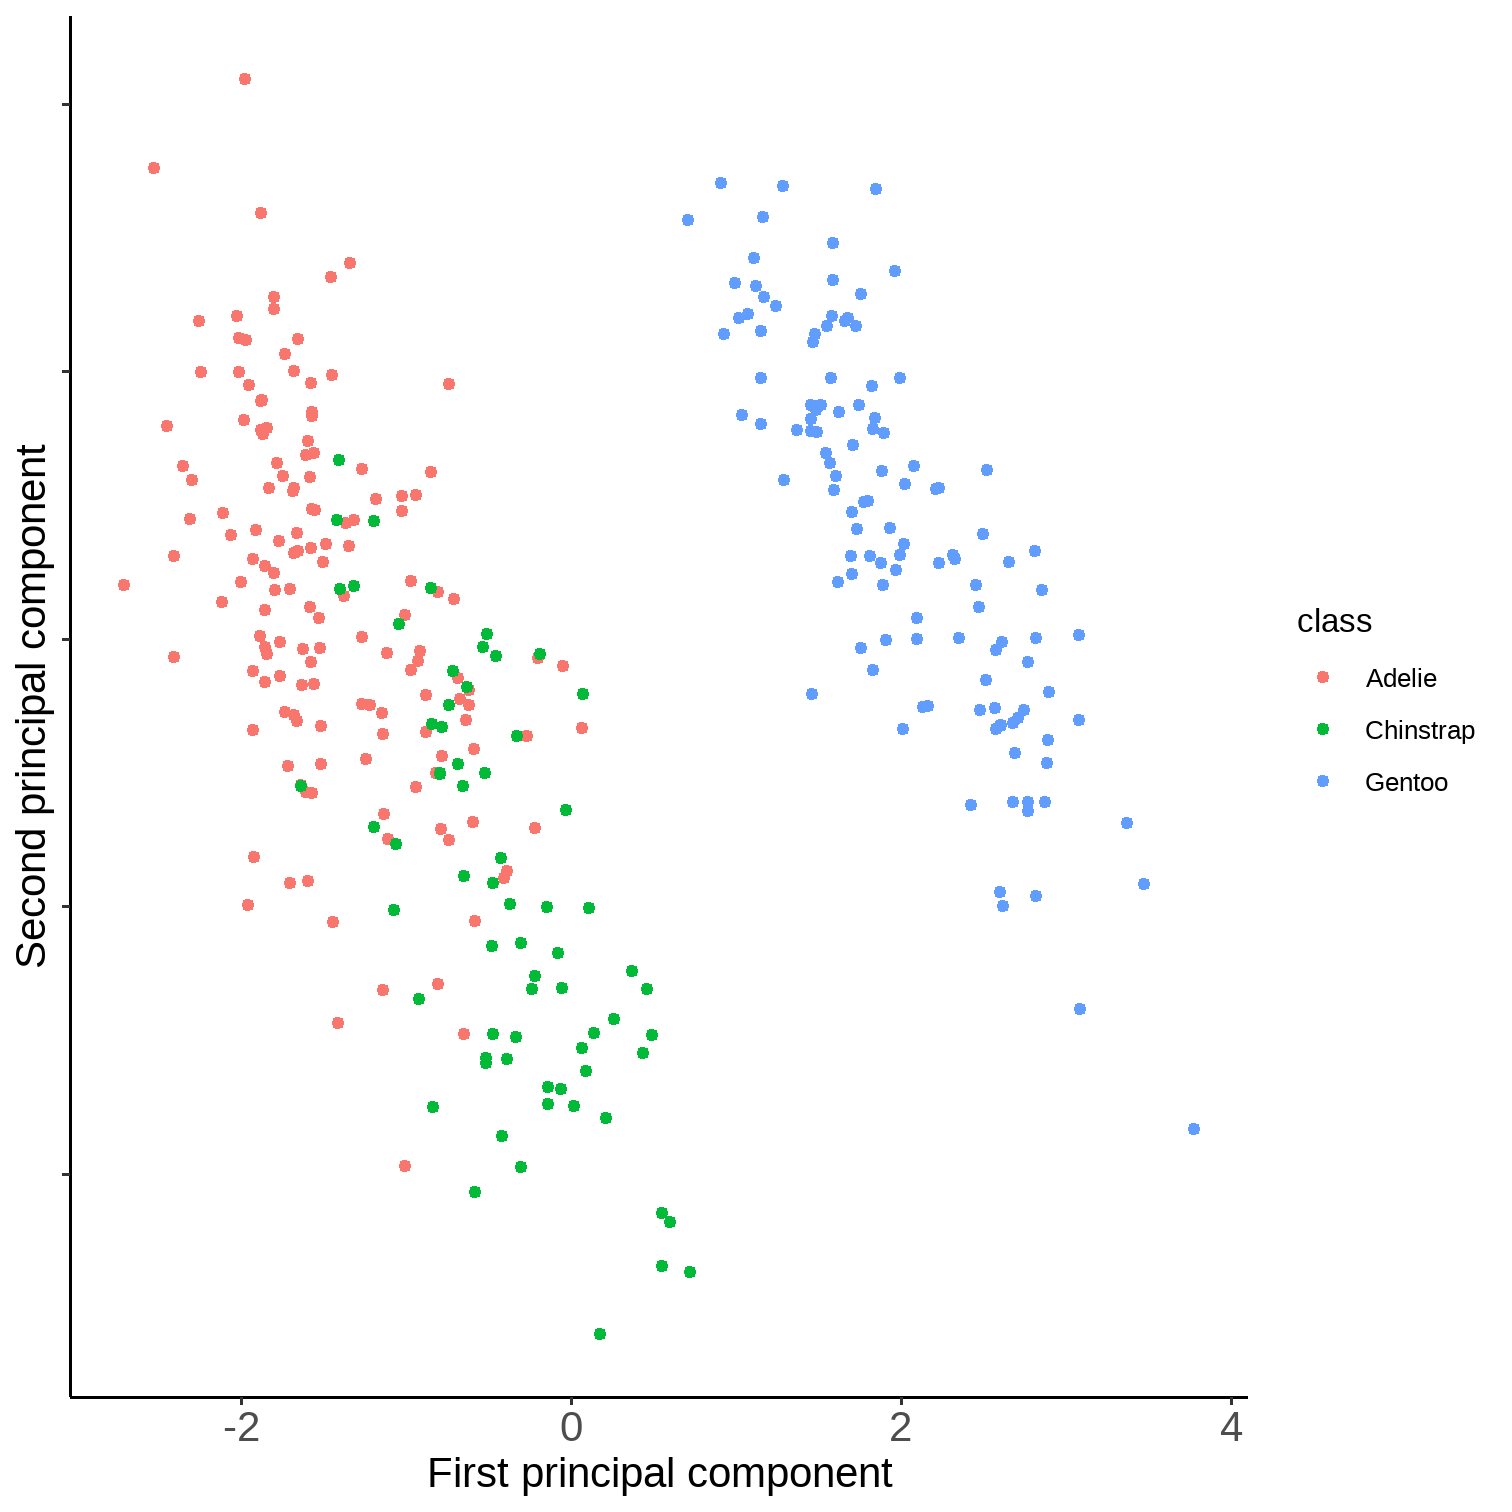 Second principal component
-2 0 2 4
First principal component
class
Adelie
Chinstrap
Gentoo